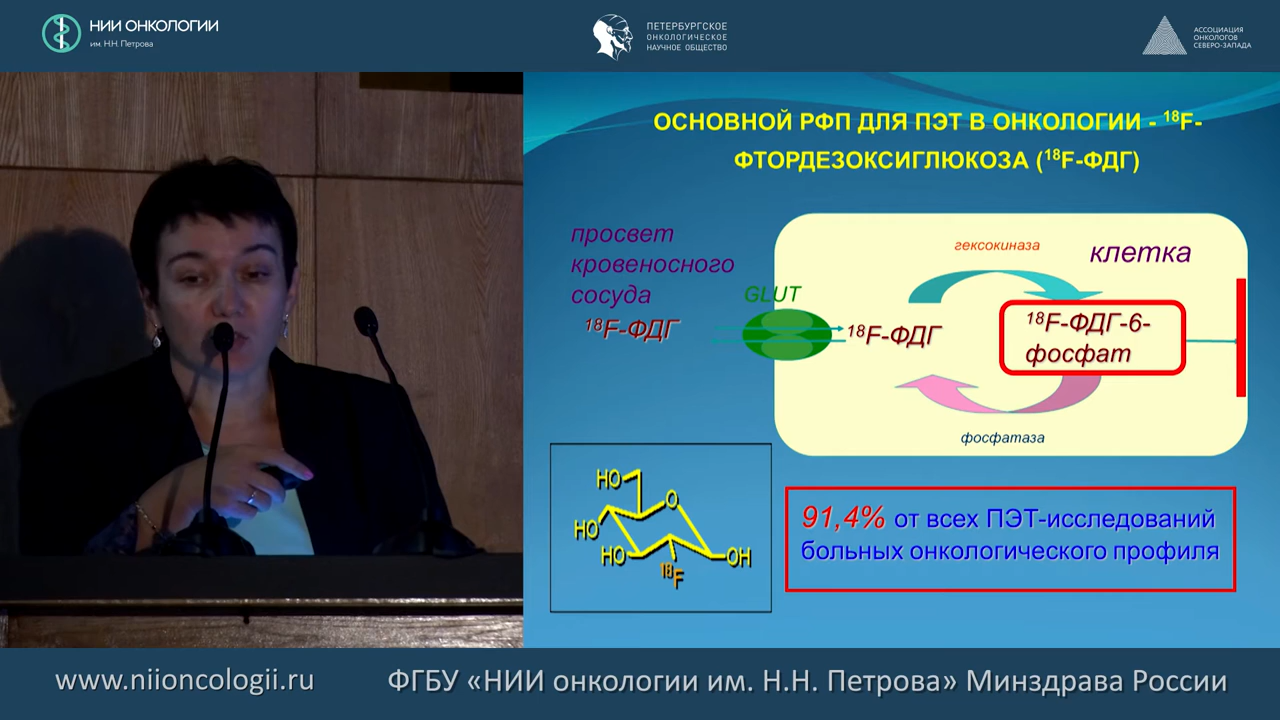 НИИ ОНКОЛОГИИ
им. Н.Н. Петрова
ПЕТЕРБУРГСКОЕ
ОНКОЛОГИЧЕСКОЕ
НАУЧНОЕ ОБЩЕСТВО
АССОЦИАЦИЯ
ОНКОЛОГОВ
СЕВЕРО-ЗАПАДА
ОСНОВНОЙ РФП ДЛЯ ПЭТ В ОНКОЛОГИИ - ¹⁸F-
ФТОРДЕЗОКСИГЛЮКОЗА (¹⁸F-ФДГ)
просвет
кровеносного
сосуда
¹⁸F-ФДГ
GLUT
гексокиназа
клетка
¹⁸F-ФДГ
¹⁸F-ФДГ-6-
фосфат
фосфатаза
HO
O
HO
HO
OH
¹⁸F
91,4% от всех ПЭТ-исследований
больных онкологического профиля
www.niioncologii.ru
ФГБУ «НИИ онкологии им. Н.Н. Петрова» Минздрава России